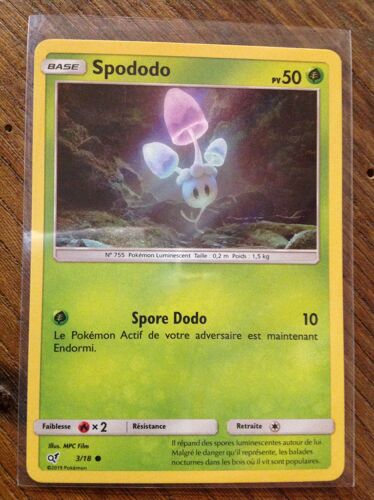 BASE Spododo PV 50
N° 755 Pokémon Luminescent Taille : 0,2 m Poids : 1,5 kg
Spore Dodo 10
Le Pokémon Actif de votre adversaire est maintenant
Endormi.
Faiblesse × 2 Résistance Retraite
Illus. MPC Film
3/18
©2019 Pokémon
Il répand des spores luminescentes autour de lui.
Malgré le danger qu'il représente, les balades
nocturnes dans les bois où il vit sont populaires.